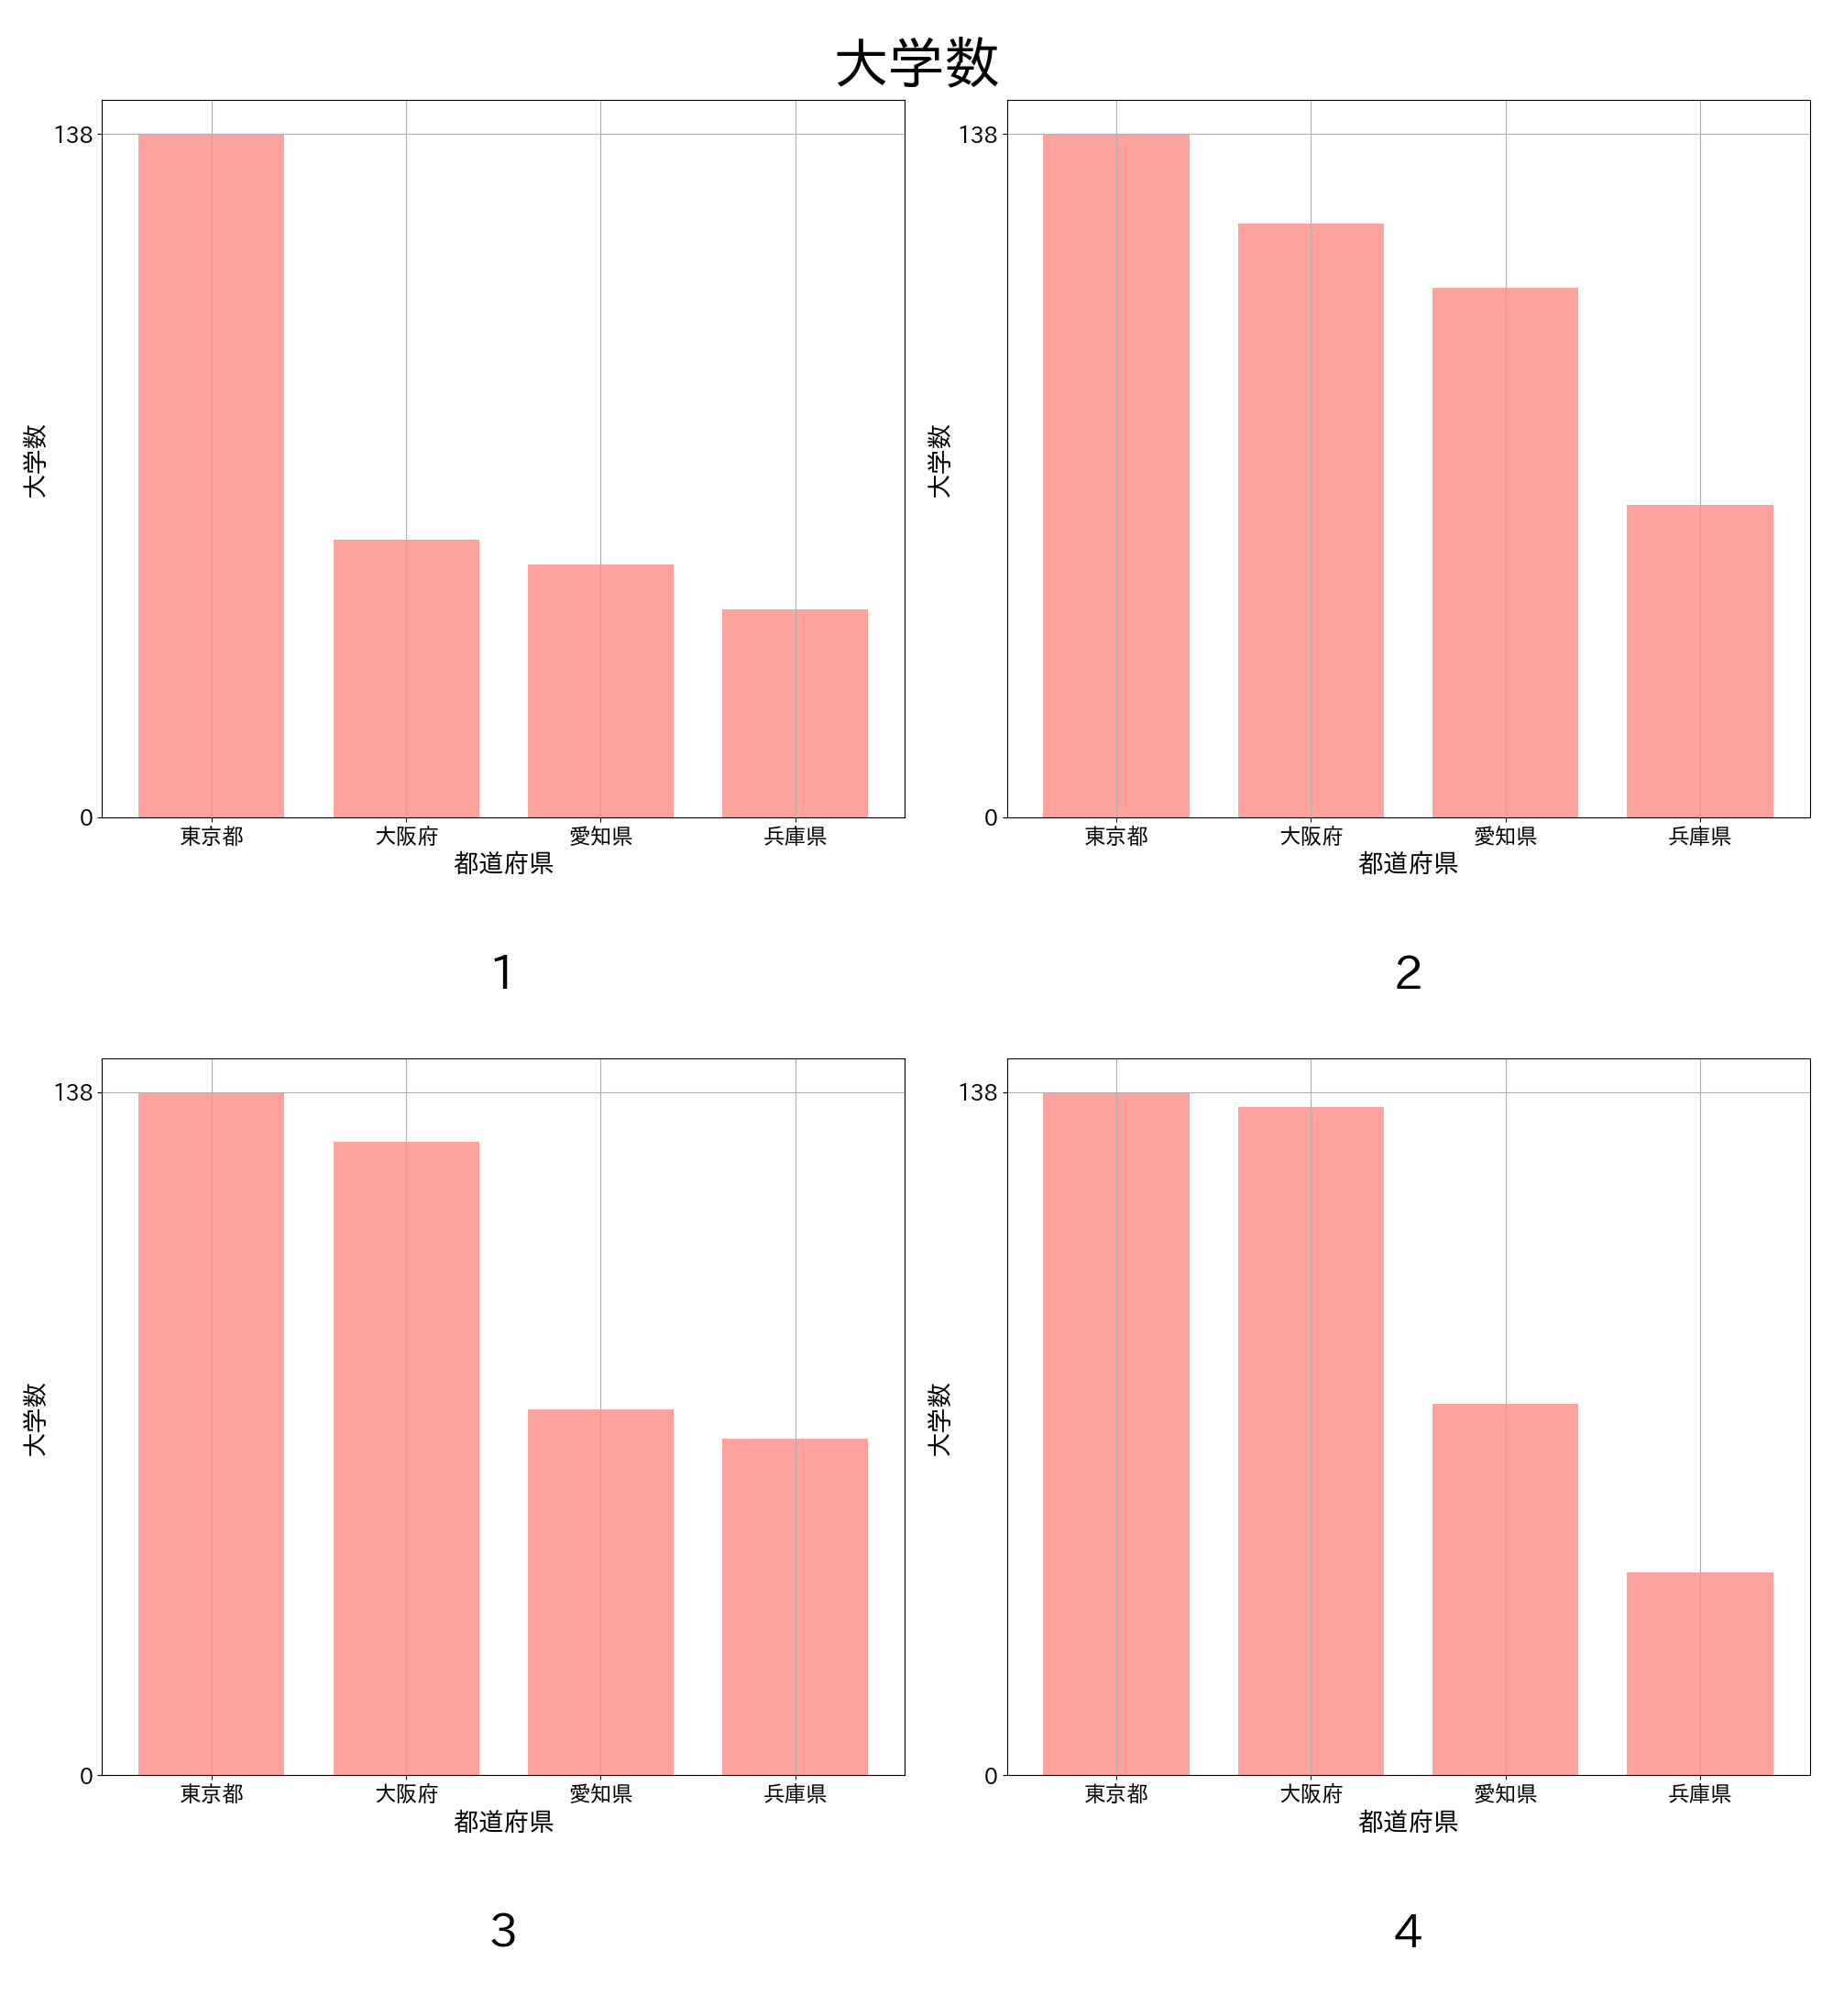 大学数
138
0
大学数
東京都 大阪府 愛知県 兵庫県
都道府県
1
138
0
大学数
東京都 大阪府 愛知県 兵庫県
都道府県
2
138
0
大学数
東京都 大阪府 愛知県 兵庫県
都道府県
3
138
0
大学数
東京都 大阪府 愛知県 兵庫県
都道府県
4